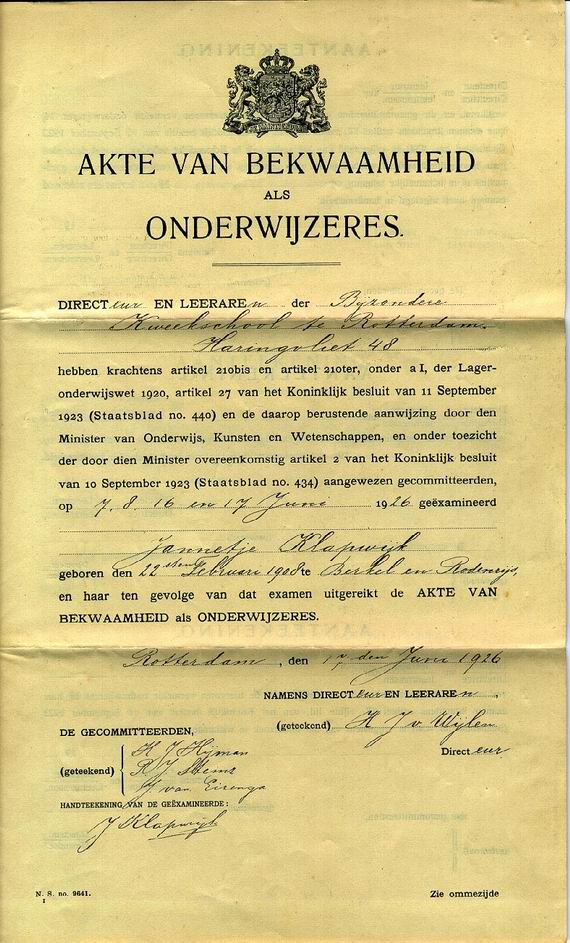 AKTE VAN BEKWAAMHEID
ALS
ONDERWIJZERES.
DIRECTeur EN LEERAREn der Bijzondere
Kweekschool te Rotterdam.
Haringvliet 48
hebben krachtens artikel 210bis en artikel 210ter, onder a I, der Lager-
onderwijswet 1920, artikel 27 van het Koninklijk besluit van 11 September
1923 (Staatsblad no. 440) en de daarop berustende aanwijzing door den
Minister van Onderwijs, Kunsten en Wetenschappen, en onder toezicht
der door dien Minister overeenkomstig artikel 2 van het Koninklijk besluit
van 10 September 1923 (Staatsblad no. 434) aangewezen gecommitteerden,
op 7, 8, 16 en 17 Juni 1926 geëxamineerd
Jannetje Klapwijk
geboren den 22sten Februari 1908 te Berkel en Rodenrijs,
en haar ten gevolge van dat examen uitgereikt de AKTE VAN
BEKWAAMHEID als ONDERWIJZERES.
Rotterdam, den 17 den Juni 1926
NAMENS DIRECTeur EN LEERAREn,
(geteekend) H J v Wijlen
Directeur
DE GECOMMITTEERDEN,
(geteekend)
K J Hijman
R J
J van
HANDTEEKENING VAN DE GEËXAMINEERDE:
J Klapwijk
N. S. no. 9641.
I
Zie ommezijde